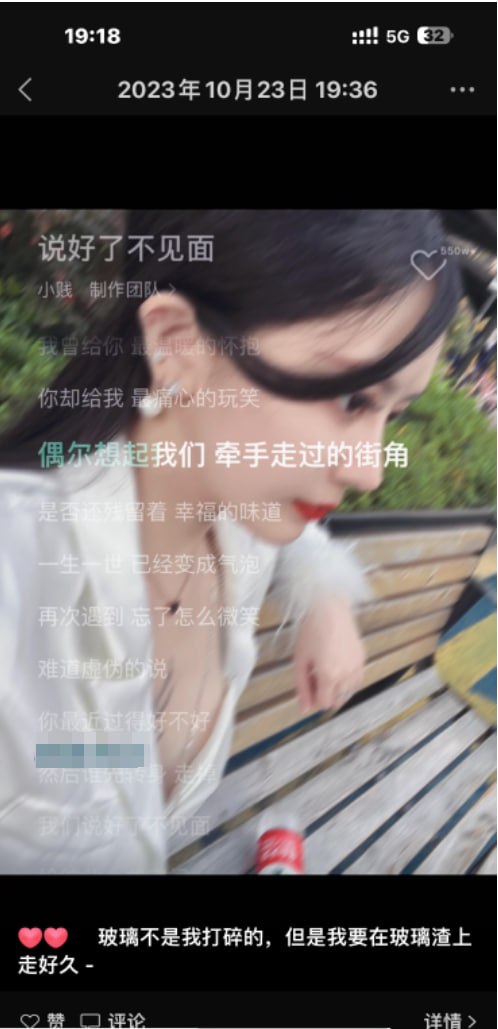 19:18
5G 32
2023年10月23日 19:36
说好了不见面
550w+
小贱 制作团队
我曾给你 最温暖的怀抱
你却给我 最痛心的玩笑
偶尔想起我们 牵手走过的街角
是否还残留着 幸福的味道
一生一世 已经变成气泡
再次遇到 忘了怎么微笑
难道虚伪的说
你最近过得好不好
然后谁先转身 走掉
我们说好了不见面
玻璃不是我打碎的，但是我要在玻璃渣上
走好久 -
赞 评论 详情